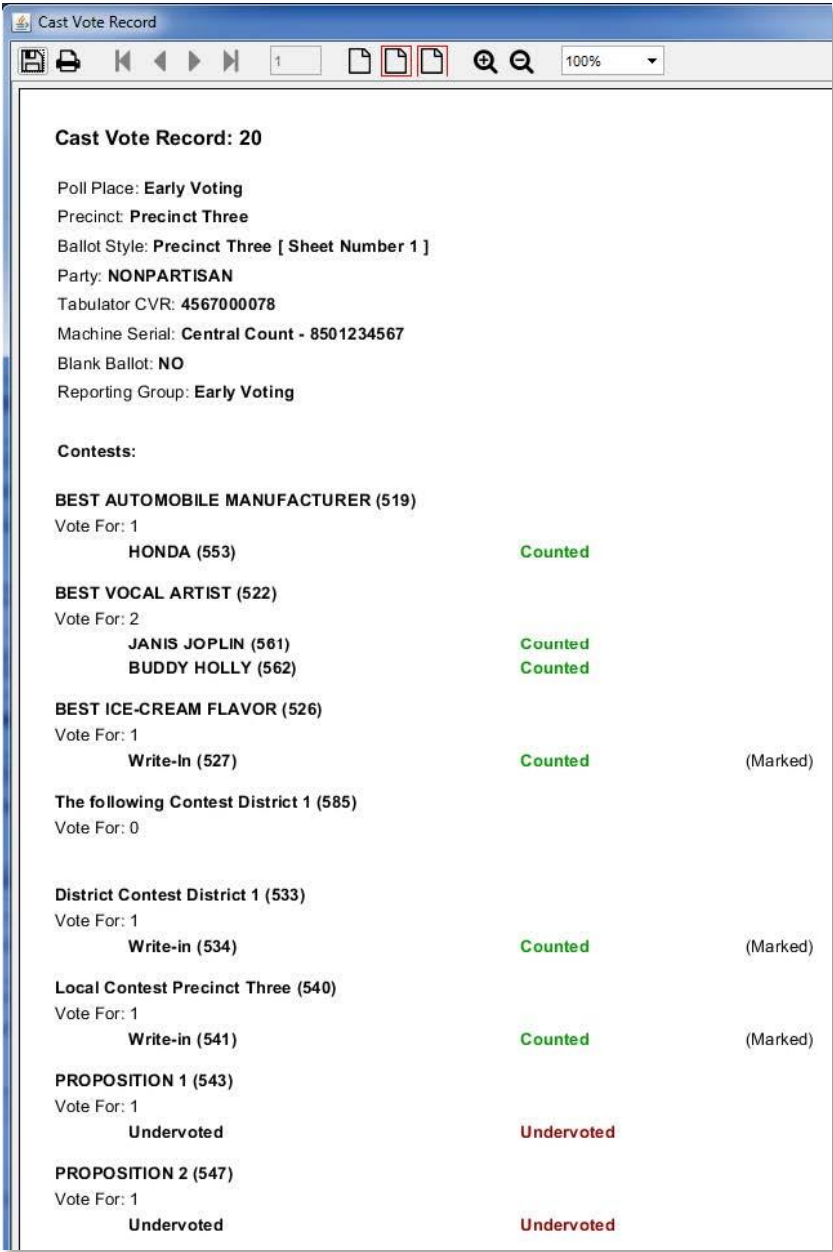 Cast Vote Record
1
100%
Cast Vote Record: 20
Poll Place: Early Voting
Precinct: Precinct Three
Ballot Style: Precinct Three [ Sheet Number 1 ]
Party: NONPARTISAN
Tabulator CVR: 4567000078
Machine Serial: Central Count - 8501234567
Blank Ballot: NO
Reporting Group: Early Voting
Contests:
BEST AUTOMOBILE MANUFACTURER (519)
Vote For: 1
HONDA (553) Counted
BEST VOCAL ARTIST (522)
Vote For: 2
JANIS JOPLIN (561) Counted
BUDDY HOLLY (562) Counted
BEST ICE-CREAM FLAVOR (526)
Vote For: 1
Write-In (527) Counted (Marked)
The following Contest District 1 (585)
Vote For: 0
District Contest District 1 (533)
Vote For: 1
Write-in (534) Counted (Marked)
Local Contest Precinct Three (540)
Vote For: 1
Write-in (541) Counted (Marked)
PROPOSITION 1 (543)
Vote For: 1
Undervoted Undervoted
PROPOSITION 2 (547)
Vote For: 1
Undervoted Undervoted